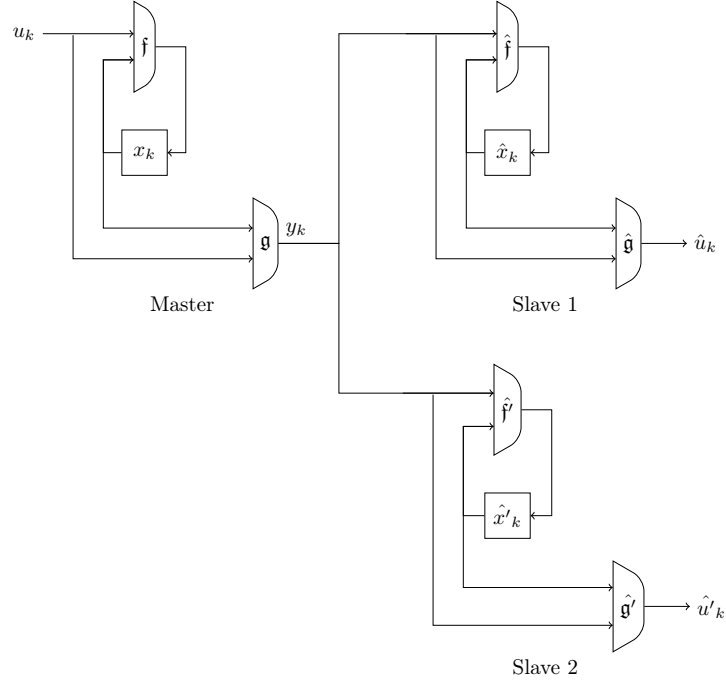 u_k
𝔣
𝔣̂
x_k
x̂_k
𝔤
y_k
𝔤̂
û_k
Master
Slave 1
𝔣̂′
x̂′_k
𝔤̂′
û′_k
Slave 2